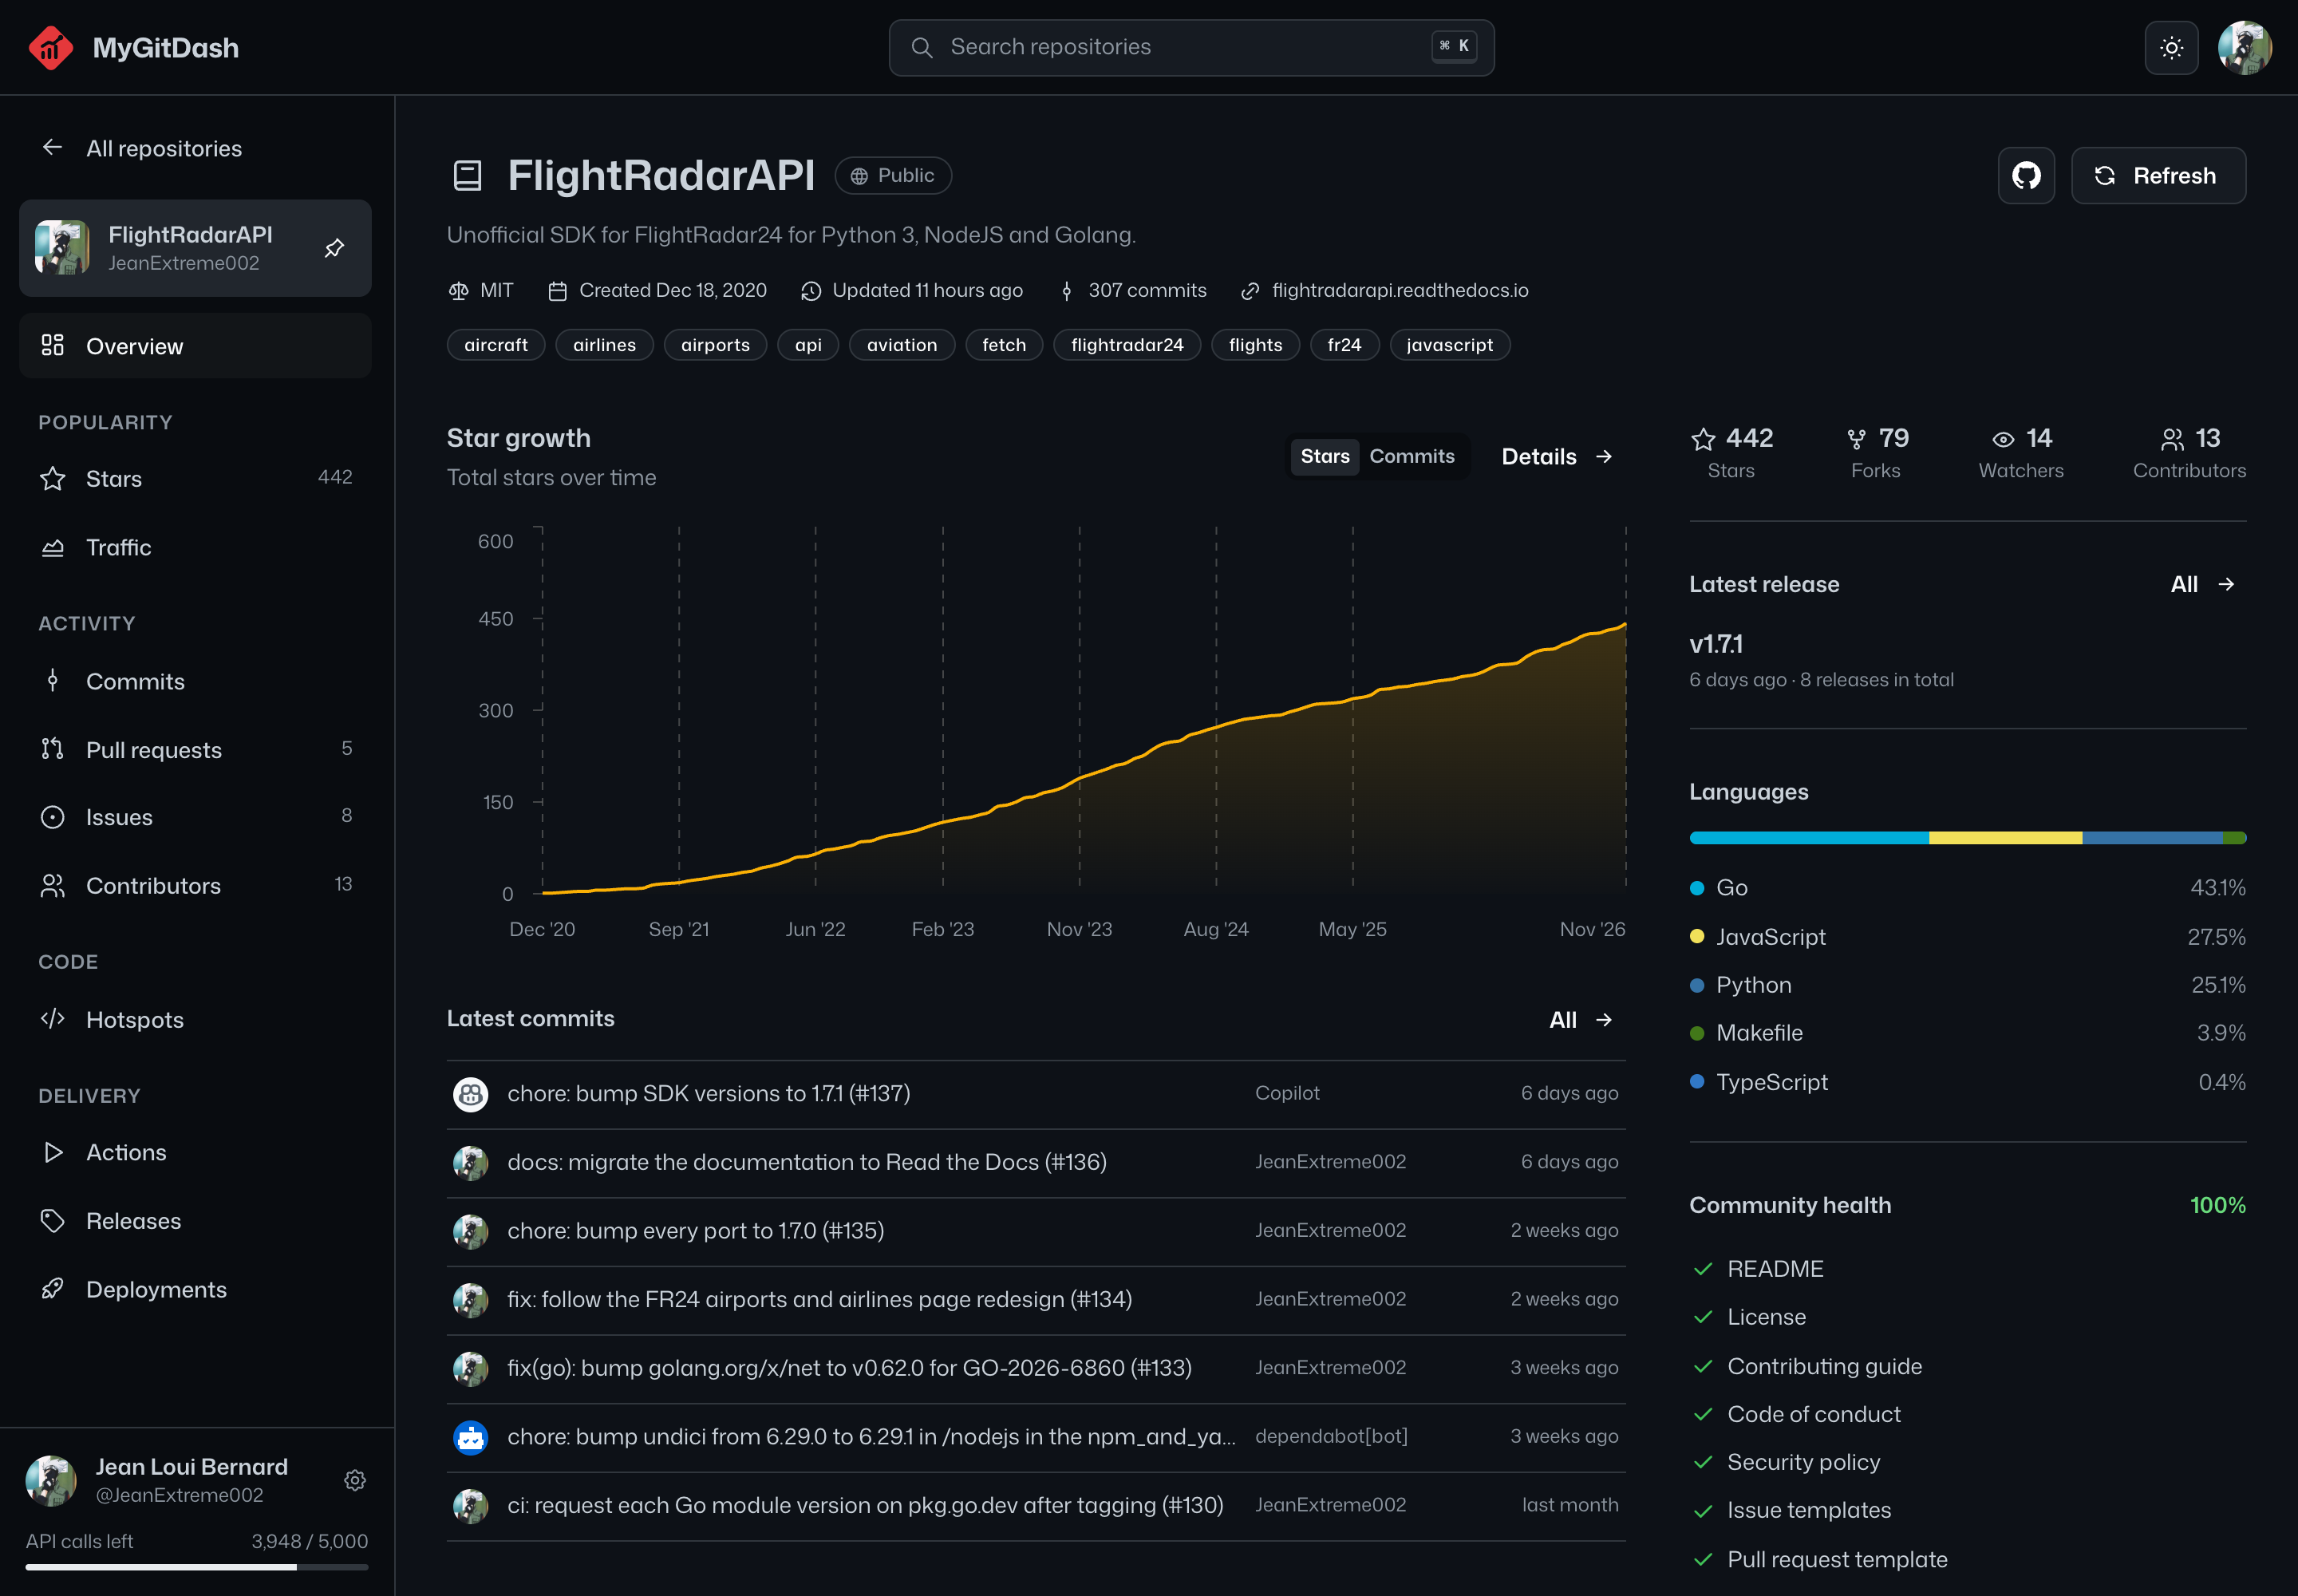 MyGitDash
Search repositories
⌘ K
All repositories
FlightRadarAPI
JeanExtreme002
Overview
POPULARITY
Stars 442
Traffic
ACTIVITY
Commits
Pull requests 5
Issues 8
Contributors 13
CODE
Hotspots
DELIVERY
Actions
Releases
Deployments
Jean Loui Bernard
@JeanExtreme002
API calls left 3,948 / 5,000
FlightRadarAPI Public
Refresh
Unofficial SDK for FlightRadar24 for Python 3, NodeJS and Golang.
MIT Created Dec 18, 2020 Updated 11 hours ago 307 commits flightradarapi.readthedocs.io
aircraft airlines airports api aviation fetch flightradar24 flights fr24 javascript
Star growth
Total stars over time
Stars Commits Details
600
450
300
150
0
Dec '20 Sep '21 Jun '22 Feb '23 Nov '23 Aug '24 May '25 Nov '26
Latest commits All
chore: bump SDK versions to 1.7.1 (#137) Copilot 6 days ago
docs: migrate the documentation to Read the Docs (#136) JeanExtreme002 6 days ago
chore: bump every port to 1.7.0 (#135) JeanExtreme002 2 weeks ago
fix: follow the FR24 airports and airlines page redesign (#134) JeanExtreme002 2 weeks ago
fix(go): bump golang.org/x/net to v0.62.0 for GO-2026-6860 (#133) JeanExtreme002 3 weeks ago
chore: bump undici from 6.29.0 to 6.29.1 in /nodejs in the npm_and_ya... dependabot[bot] 3 weeks ago
ci: request each Go module version on pkg.go.dev after tagging (#130) JeanExtreme002 last month
442 79 14 13
Stars Forks Watchers Contributors
Latest release All
v1.7.1
6 days ago · 8 releases in total
Languages
Go 43.1%
JavaScript 27.5%
Python 25.1%
Makefile 3.9%
TypeScript 0.4%
Community health 100%
README
License
Contributing guide
Code of conduct
Security policy
Issue templates
Pull request template